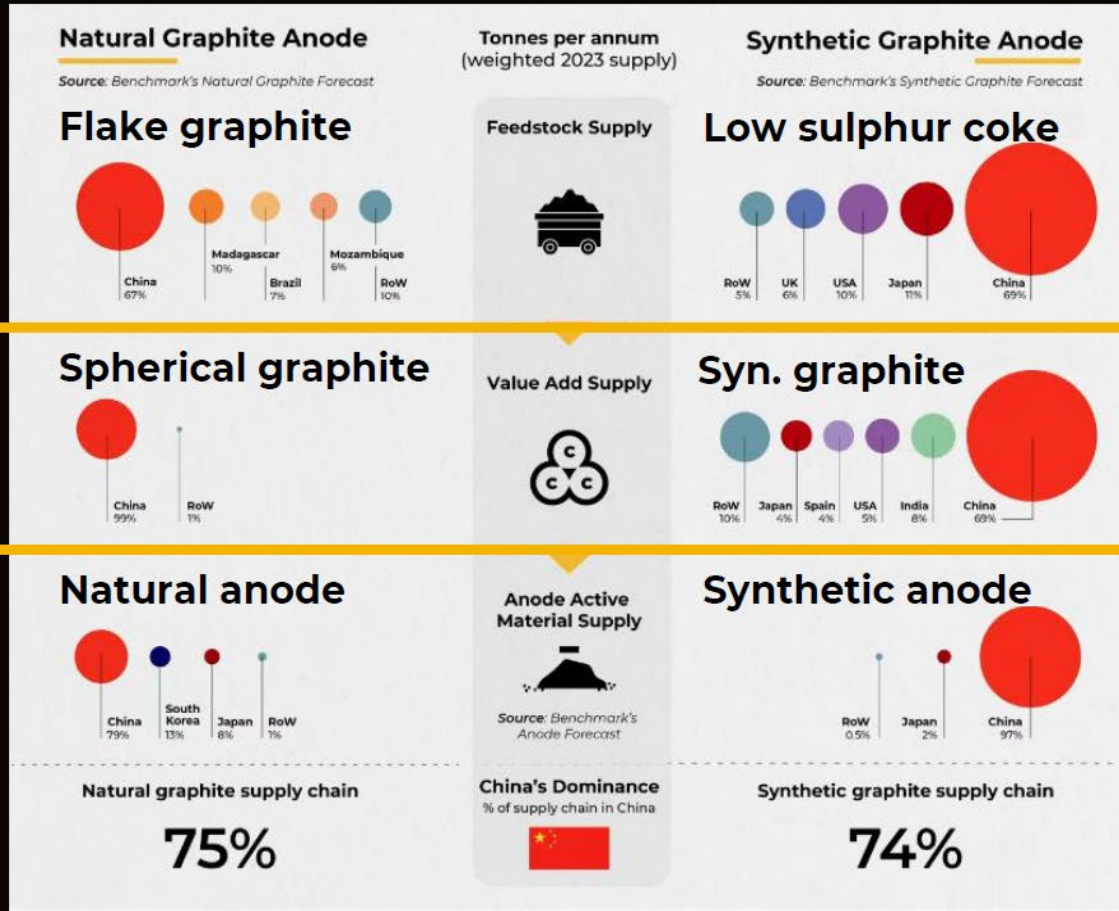 Natural Graphite Anode
Source: Benchmark's Natural Graphite Forecast
Tonnes per annum
(weighted 2023 supply)
Synthetic Graphite Anode
Source: Benchmark's Synthetic Graphite Forecast
Flake graphite
Feedstock Supply
Low sulphur coke
China
67%
Madagascar
10%
Brazil
7%
Mozambique
6%
RoW
10%
RoW
5%
UK
6%
USA
10%
Japan
11%
China
69%
Spherical graphite
Value Add Supply
Syn. graphite
China
99%
RoW
1%
C
C
C
RoW
10%
Japan
4%
Spain
4%
USA
5%
India
8%
China
69%
Natural anode
Anode Active
Material Supply
Synthetic anode
China
79%
South
Korea
13%
Japan
8%
RoW
1%
Source: Benchmark's
Anode Forecast
RoW
0.5%
Japan
2%
China
97%
Natural graphite supply chain
75%
China's Dominance
% of supply chain in China
Synthetic graphite supply chain
74%